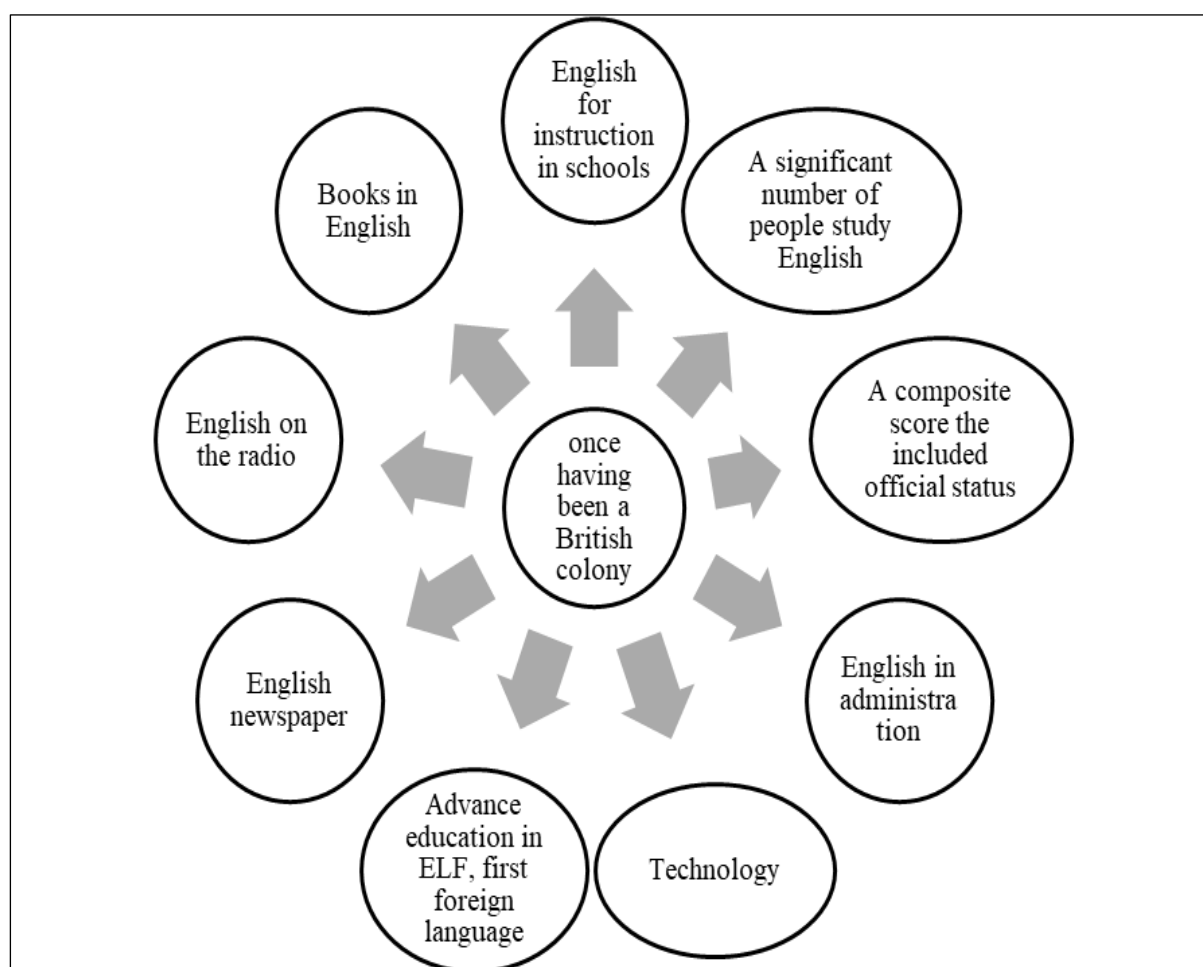 English
for
instruction
in schools
A significant
number of
people study
English
A composite
score the
included
official status
English in
administra
tion
Technology
Advance
education in
ELF, first
foreign
language
English
newspaper
English on
the radio
Books in
English
once
having
been a
British
colony